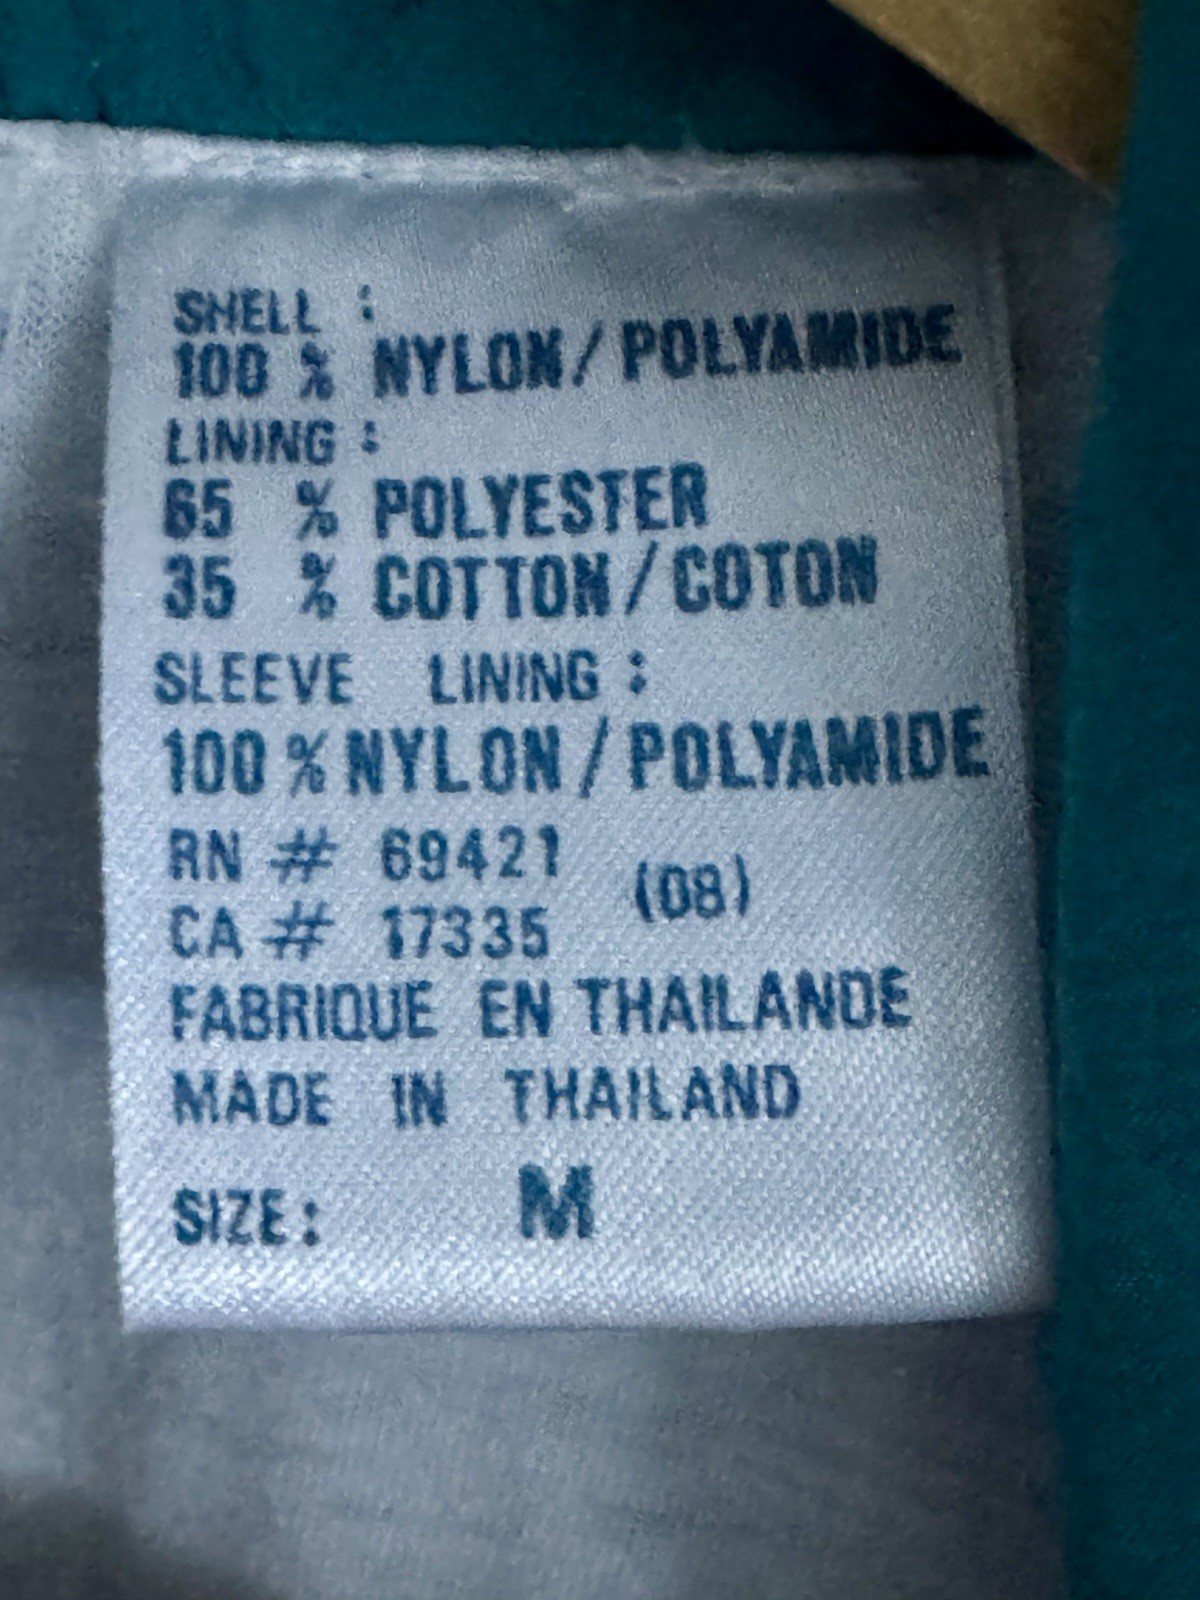 SHELL :
100 % NYLON/POLYAMIDE
LINING :
65 % POLYESTER
35 % COTTON/COTON
SLEEVE LINING :
100 % NYLON/POLYAMIDE
RN # 69421
(08)
CA # 17335
FABRIQUE EN THAILANDE
MADE IN THAILAND
SIZE: M